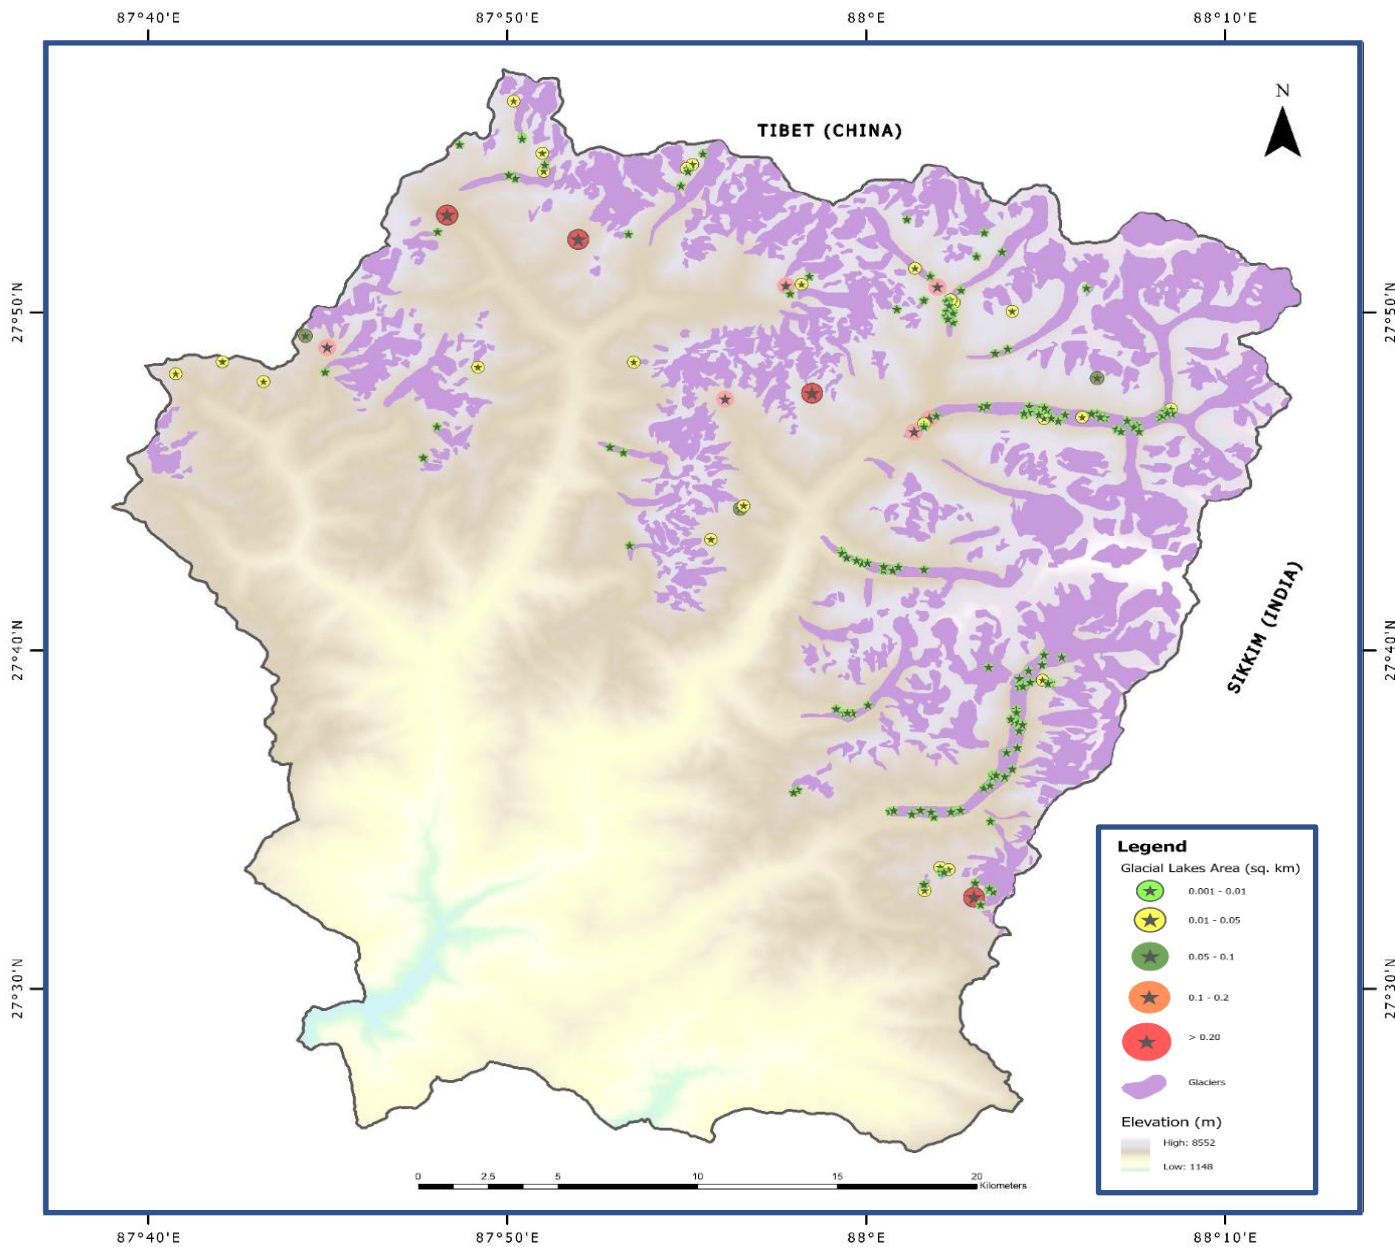 87°40'E 87°50'E 88°E 88°10'E
N
TIBET (CHINA)
27°50'N 27°50'N
27°40'N 27°40'N
SIKKIM (INDIA)
27°30'N 27°30'N
Legend
Glacial Lakes Area (sq. km)
0.001 - 0.01
0.01 - 0.05
0.05 - 0.1
0.1 - 0.2
> 0.20
Glaciers
Elevation (m)
High: 8552
Low: 1148
0 2.5 5 10 15 20
Kilometers
87°40'E 87°50'E 88°E 88°10'E